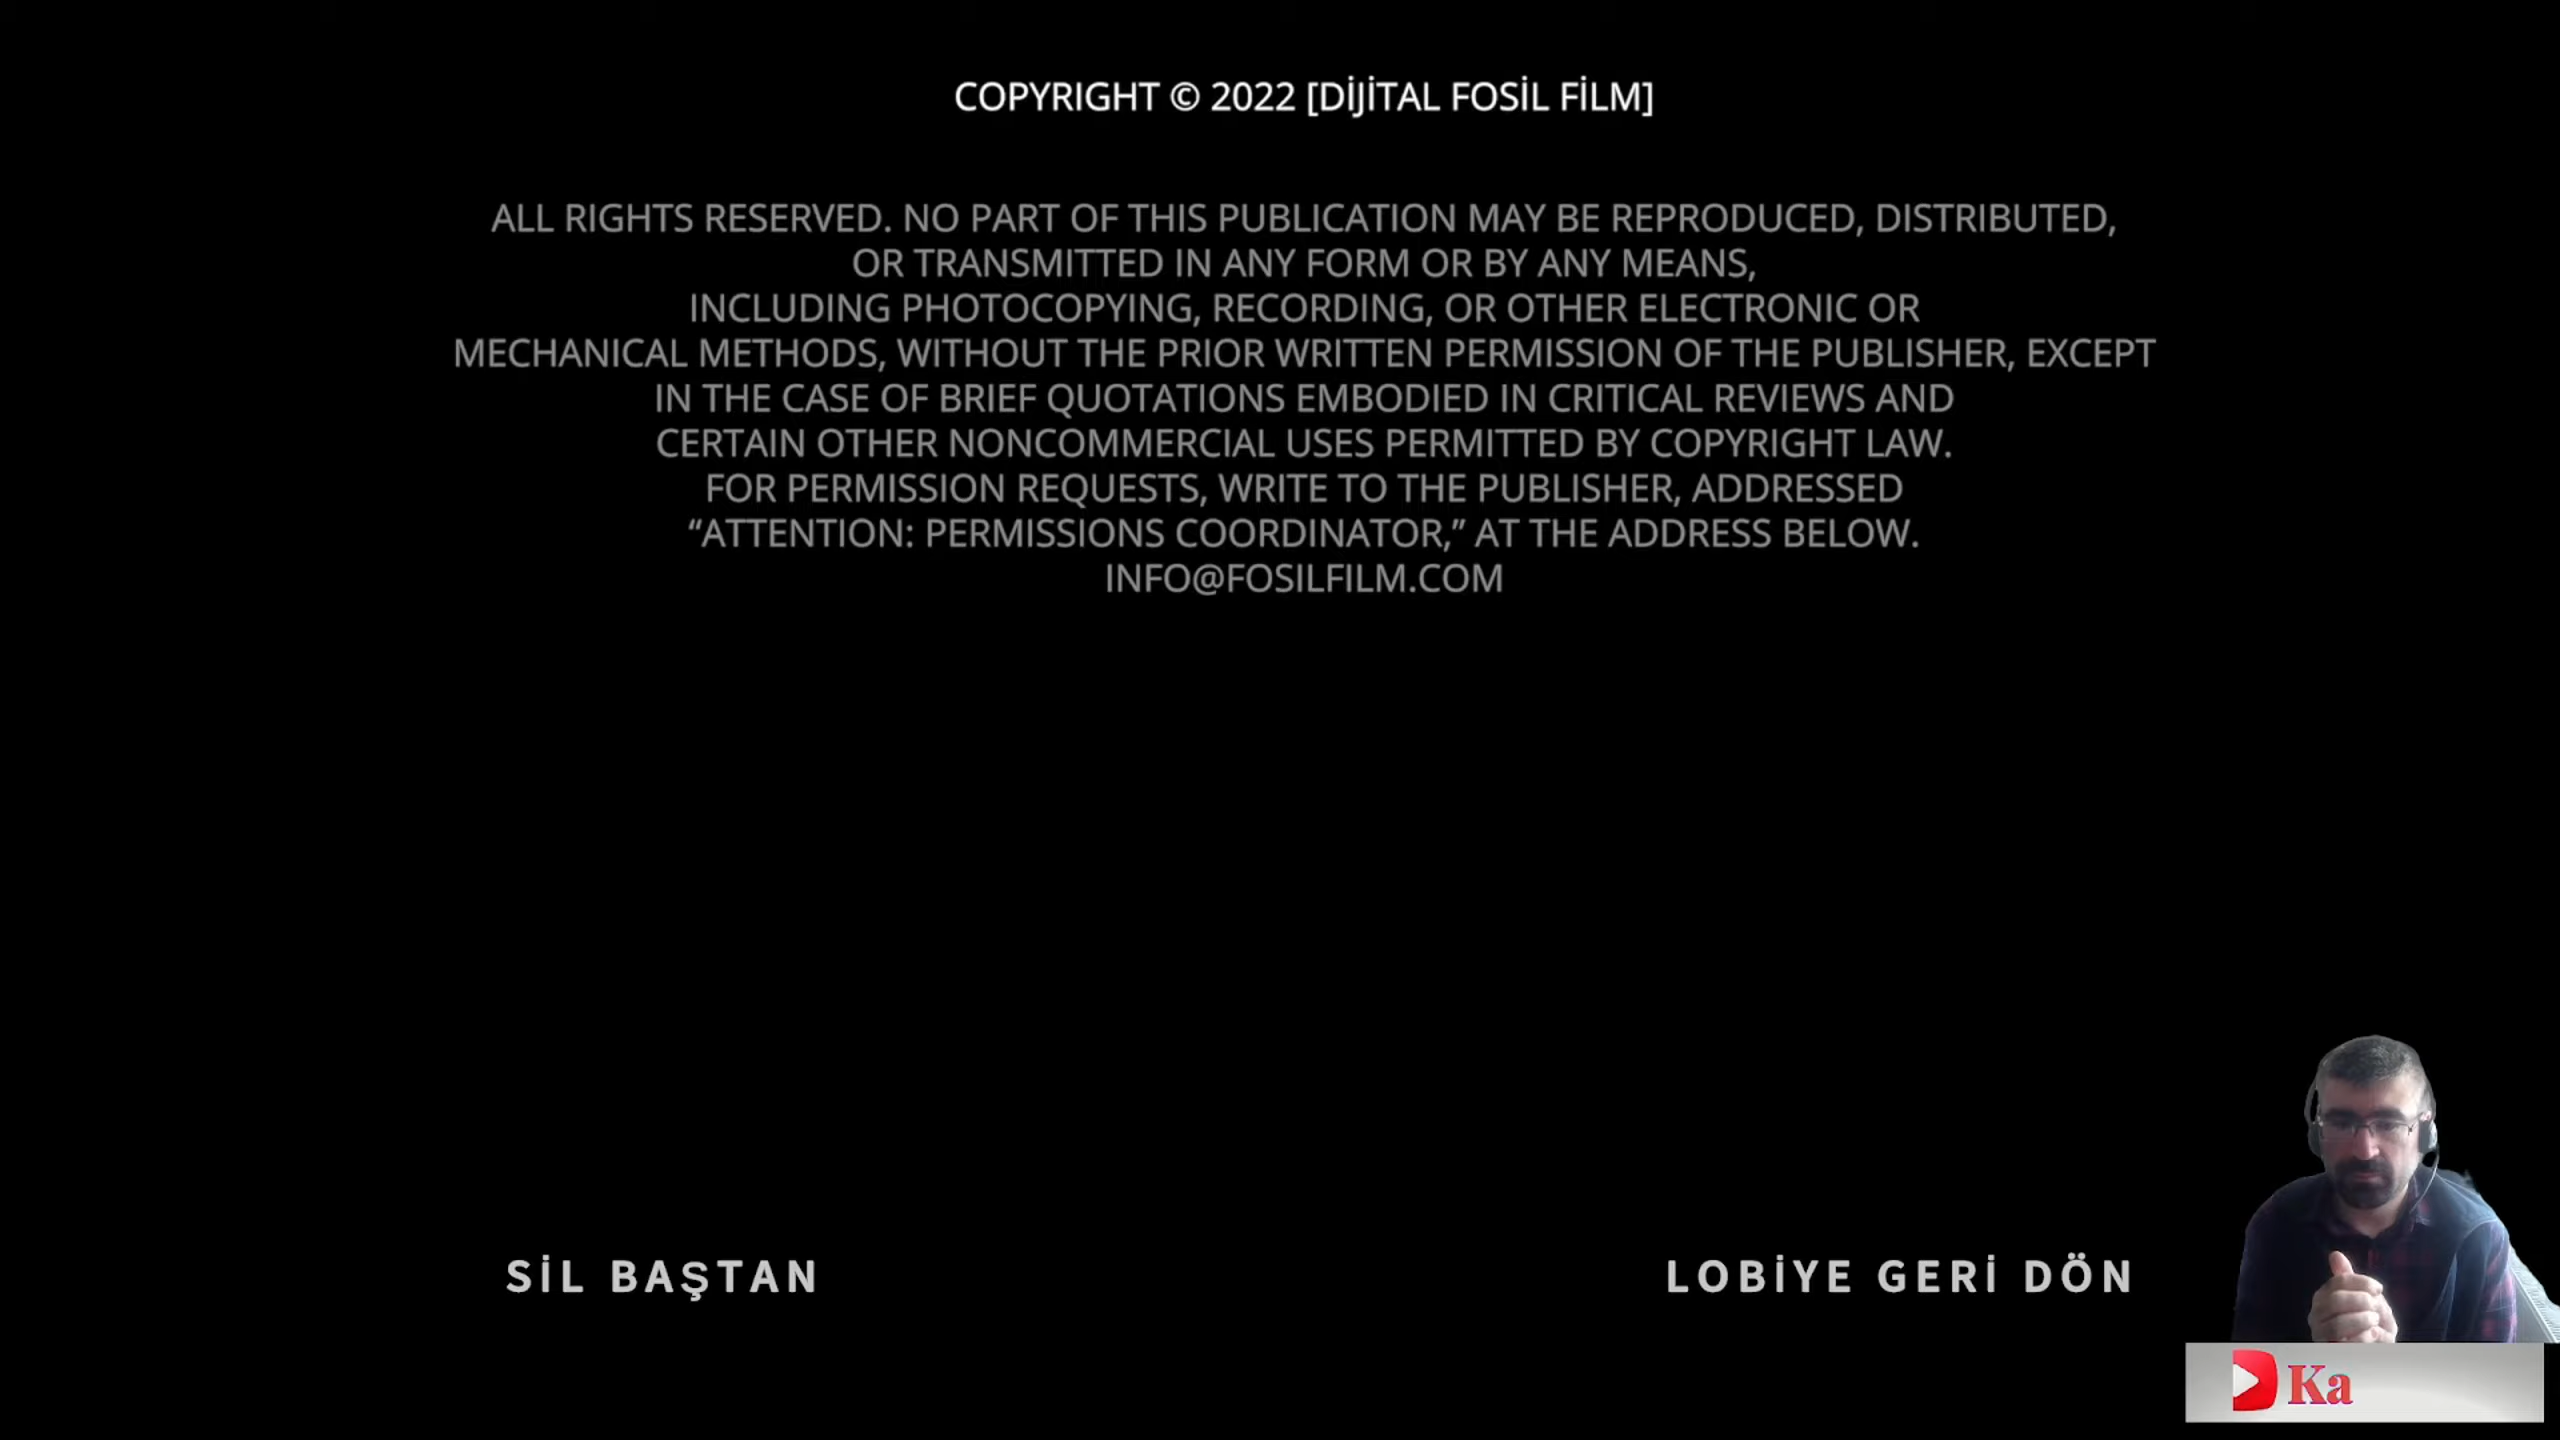 COPYRIGHT © 2022 [DİJİTAL FOSİL FİLM]
ALL RIGHTS RESERVED. NO PART OF THIS PUBLICATION MAY BE REPRODUCED, DISTRIBUTED,
OR TRANSMITTED IN ANY FORM OR BY ANY MEANS,
INCLUDING PHOTOCOPYING, RECORDING, OR OTHER ELECTRONIC OR
MECHANICAL METHODS, WITHOUT THE PRIOR WRITTEN PERMISSION OF THE PUBLISHER, EXCEPT
IN THE CASE OF BRIEF QUOTATIONS EMBODIED IN CRITICAL REVIEWS AND
CERTAIN OTHER NONCOMMERCIAL USES PERMITTED BY COPYRIGHT LAW.
FOR PERMISSION REQUESTS, WRITE TO THE PUBLISHER, ADDRESSED
“ATTENTION: PERMISSIONS COORDINATOR,” AT THE ADDRESS BELOW.
INFO@FOSILFILM.COM
SİL BAŞTAN
LOBİYE GERİ DÖN
Ka